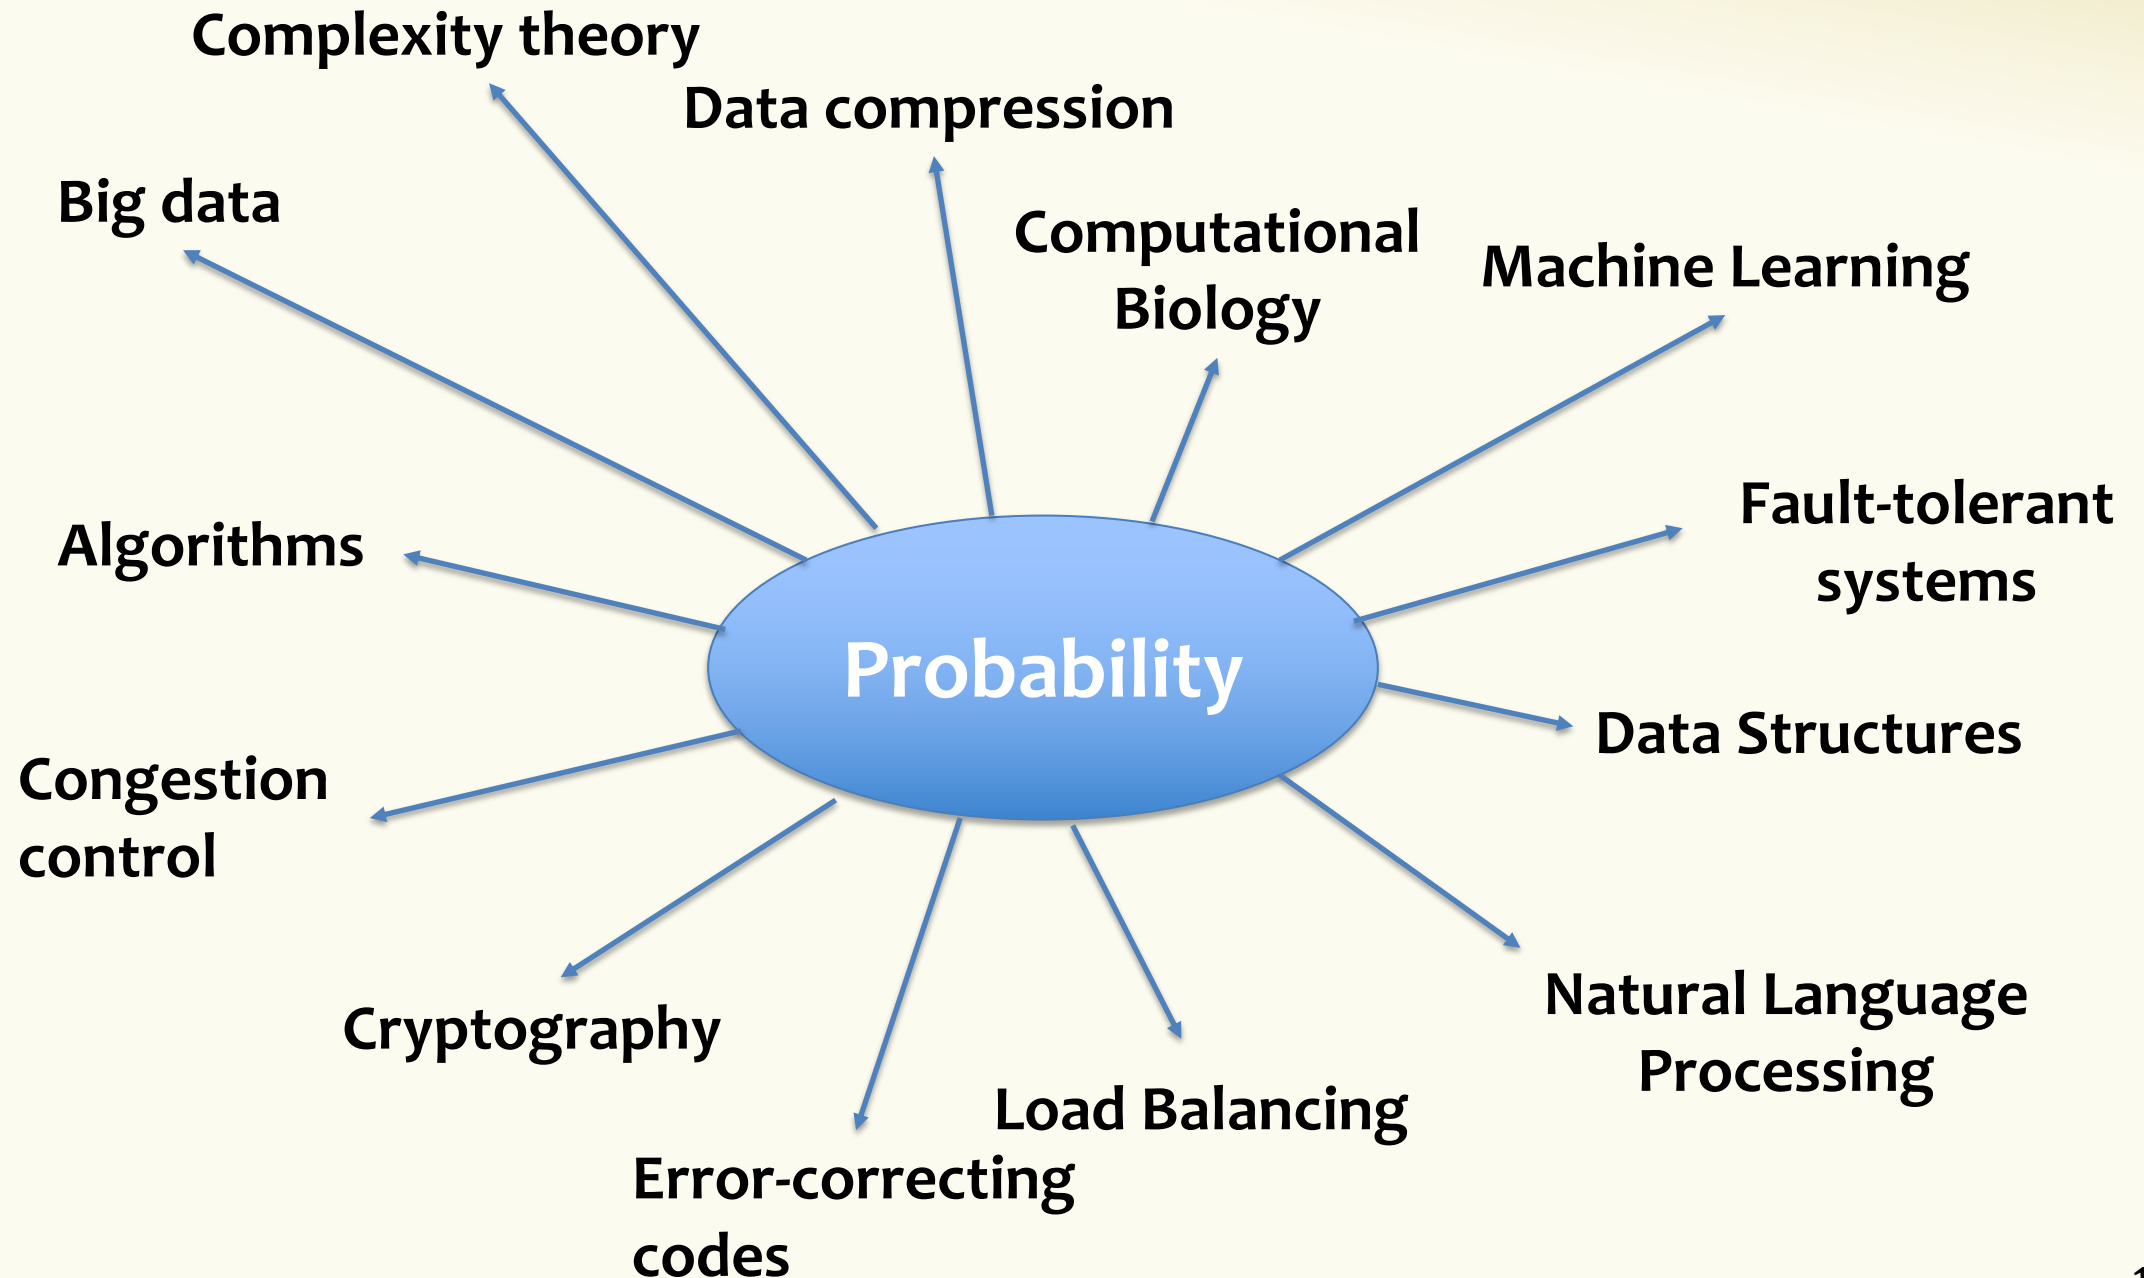 Complexity theory
Data compression
Big data
Computational
Biology
Machine Learning
Fault-tolerant
systems
Algorithms
Probability
Data Structures
Congestion
control
Natural Language
Processing
Cryptography
Load Balancing
Error-correcting
codes